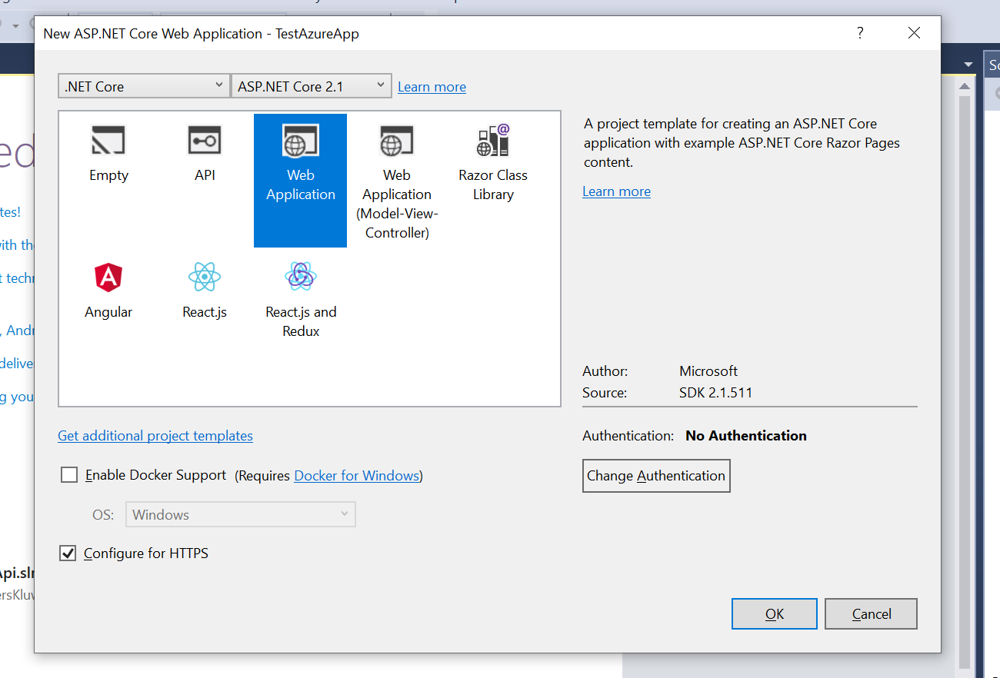 New ASP.NET Core Web Application - TestAzureApp
?
.NET Core
ASP.NET Core 2.1
Learn more
Empty
API
Web
Application
Web
Application
(Model-View-
Controller)
Razor Class
Library
Angular
React.js
React.js and
Redux
A project template for creating an ASP.NET Core
application with example ASP.NET Core Razor Pages
content.
Learn more
Author: Microsoft
Source: SDK 2.1.511
Get additional project templates
Authentication: No Authentication
Enable Docker Support (Requires Docker for Windows)
Change Authentication
OS: Windows
Configure for HTTPS
OK
Cancel
ed
tes!
with the
t techn
, Andr
delive
g you
Api.sln
ersKluw